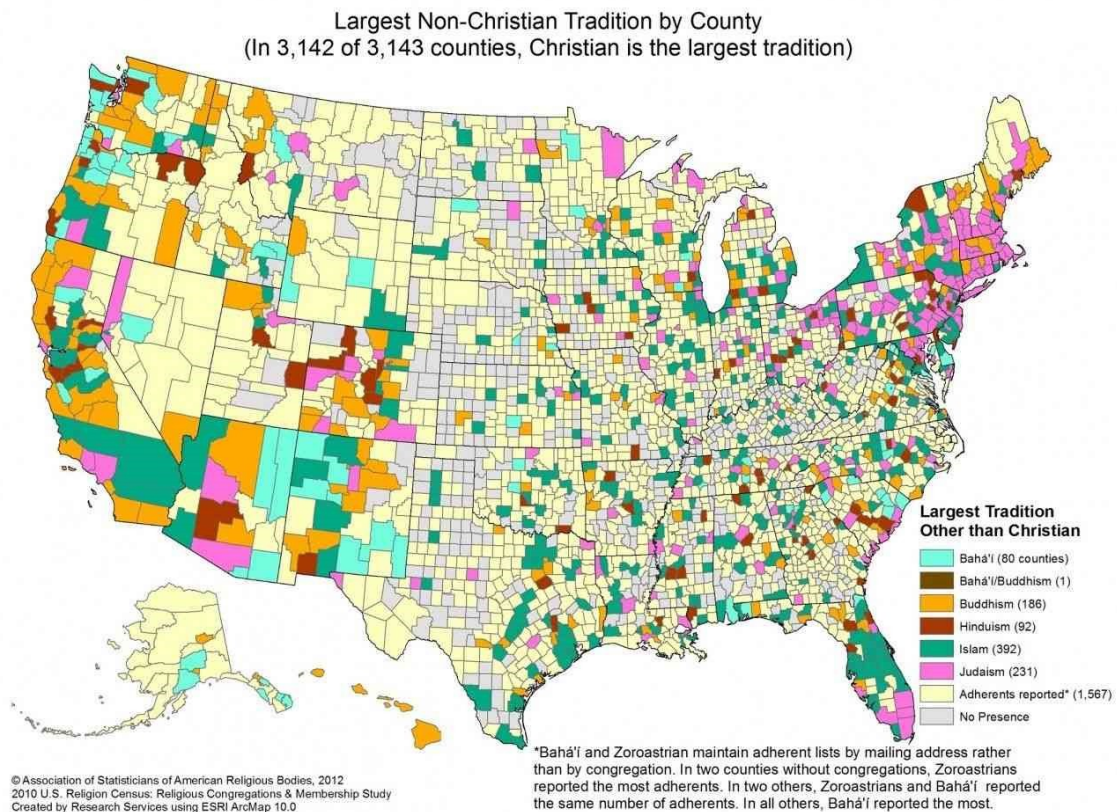 Largest Non-Christian Tradition by County
(In 3,142 of 3,143 counties, Christian is the largest tradition)
Largest Tradition
Other than Christian
Bahá'í (80 counties)
Bahá'í/Buddhism (1)
Buddhism (186)
Hinduism (92)
Islam (392)
Judaism (231)
Adherents reported* (1,567)
No Presence
*Bahá'í and Zoroastrian maintain adherent lists by mailing address rather
than by congregation. In two counties without congregations, Zoroastrians
reported the most adherents. In two others, Zoroastrians and Bahá'í reported
the same number of adherents. In all others, Bahá'í reported the most.
© Association of Statisticians of American Religious Bodies, 2012
2010 U.S. Religion Census: Religious Congregations & Membership Study
Created by Research Services using ESRI ArcMap 10.0